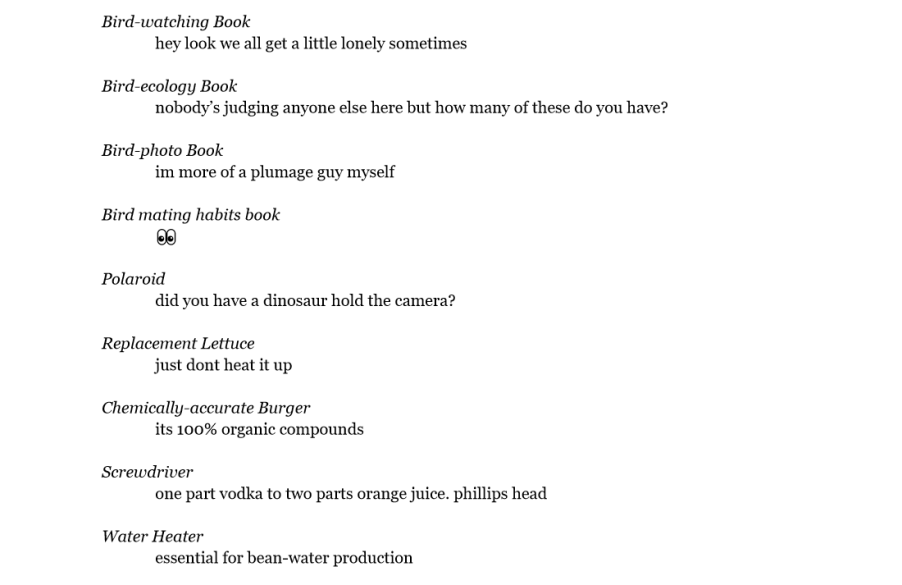 Bird-watching Book
hey look we all get a little lonely sometimes
Bird-ecology Book
nobody’s judging anyone else here but how many of these do you have?
Bird-photo Book
im more of a plumage guy myself
Bird mating habits book
👀
Polaroid
did you have a dinosaur hold the camera?
Replacement Lettuce
just dont heat it up
Chemically-accurate Burger
its 100% organic compounds
Screwdriver
one part vodka to two parts orange juice. phillips head
Water Heater
essential for bean-water production